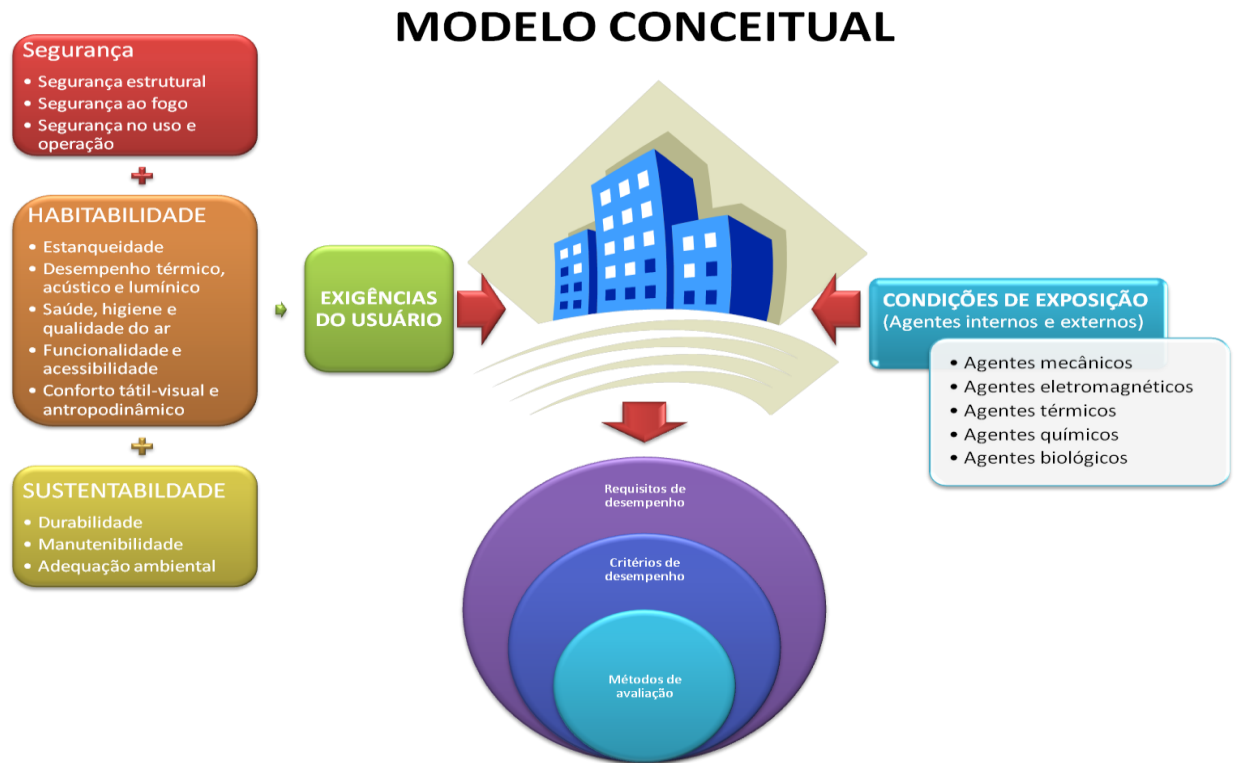 MODELO CONCEITUAL
Segurança
• Segurança estrutural
• Segurança ao fogo
• Segurança no uso e
operação
HABITABILIDADE
• Estanqueidade
• Desempenho térmico,
acústico e lumínico
• Saúde, higiene e
qualidade do ar
• Funcionalidade e
acessibilidade
• Conforto tátil-visual e
antropodinâmico
SUSTENTABILDADE
• Durabilidade
• Manutenibilidade
• Adequação ambiental
EXIGÊNCIAS
DO USUÁRIO
CONDIÇÕES DE EXPOSIÇÃO
(Agentes internos e externos)
• Agentes mecânicos
• Agentes eletromagnéticos
• Agentes térmicos
• Agentes químicos
• Agentes biológicos
Requisitos de
desempenho
Critérios de
desempenho
Métodos de
avaliação